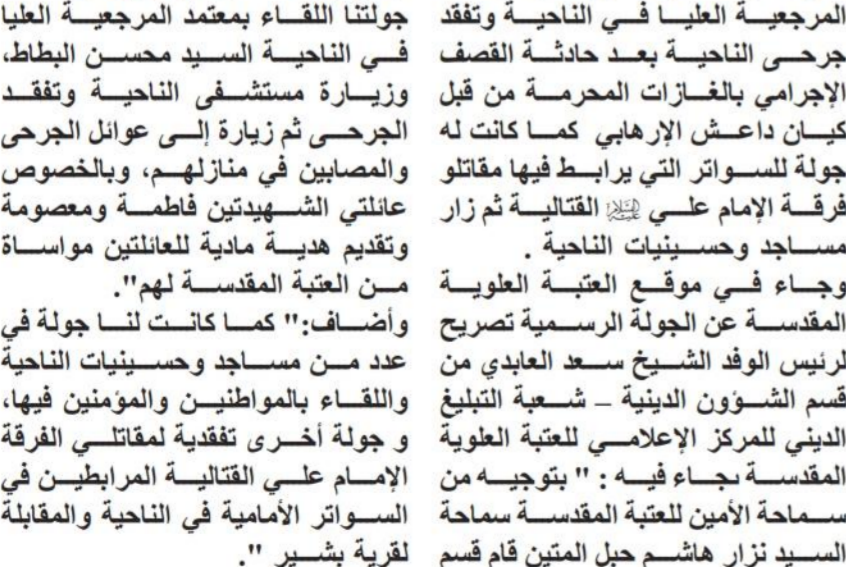 المرجعية العليا في الناحية وتفقد
جرحى الناحية بعد حادثة القصف
الإجرامي بالغازات المحرمة من قبل
كيان داعش الإرهابي كما كانت له
جولة للسواتر التي يرابط فيها مقاتلو
فرقة الإمام علي عليه السلام القتالية ثم زار
مساجد وحسينيات الناحية .
وجاء في موقع العتبة العلوية
المقدسة عن الجولة الرسمية تصريح
لرئيس الوفد الشيخ سعد العابدي من
قسم الشؤون الدينية – شعبة التبليغ
الديني للمركز الإعلامي للعتبة العلوية
المقدسة جاء فيه : " بتوجيه من
سماحة الأمين للعتبة المقدسة سماحة
السيد نزار هاشم حبل المتين قام قسم
جولتنا اللقاء بمعتمد المرجعية العليا
في الناحية السيد محسن البطاط،
وزيارة مستشفى الناحية وتفقد
الجرحى ثم زيارة إلى عوائل الجرحى
والمصابين في منازلهم، وبالخصوص
عائلتي الشهيدتين فاطمة ومعصومة
وتقديم هدية مادية للعائلتين مواساة
من العتبة المقدسة لهم".
وأضاف:" كما كانت لنا جولة في
عدد من مساجد وحسينيات الناحية
واللقاء بالمواطنين والمؤمنين فيها،
و جولة أخرى تفقدية لمقاتلي الفرقة
الإمام علي القتالية المرابطين في
السواتر الأمامية في الناحية والمقابلة
لقرية بشير ".